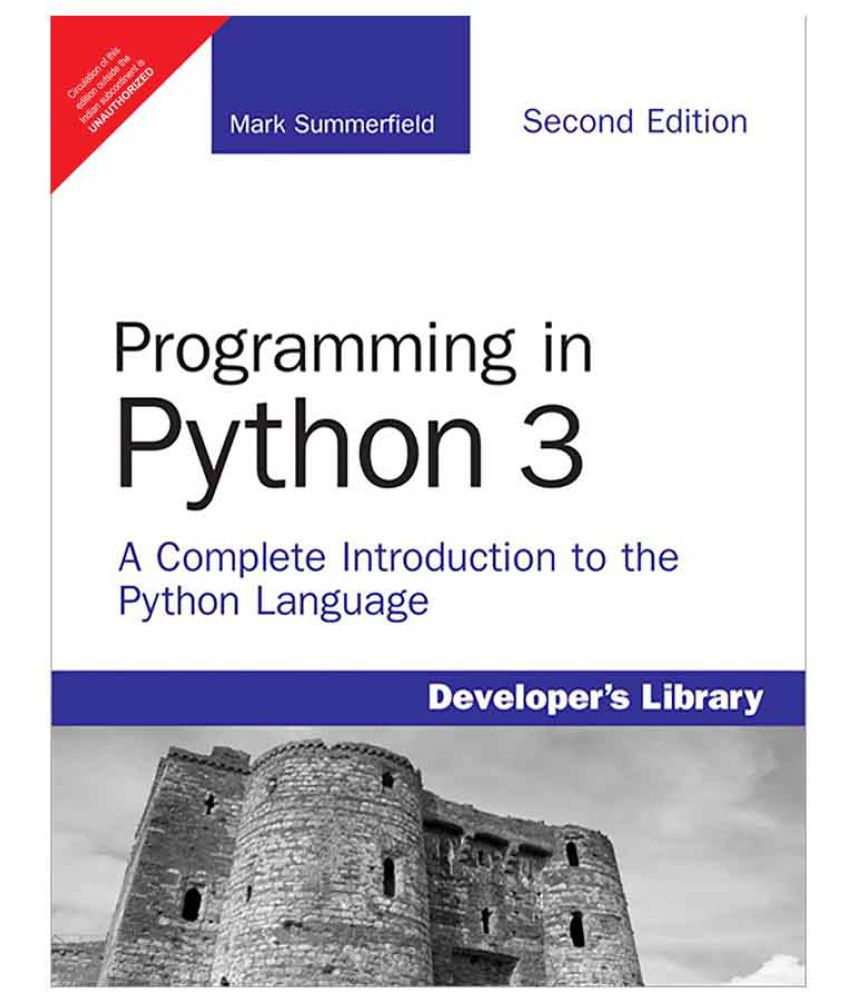 Circulation of this
edition outside the
Indian subcontinent is
UNAUTHORIZED
Mark Summerfield
Second Edition
Programming in
Python 3
A Complete Introduction to the
Python Language
Developer's Library